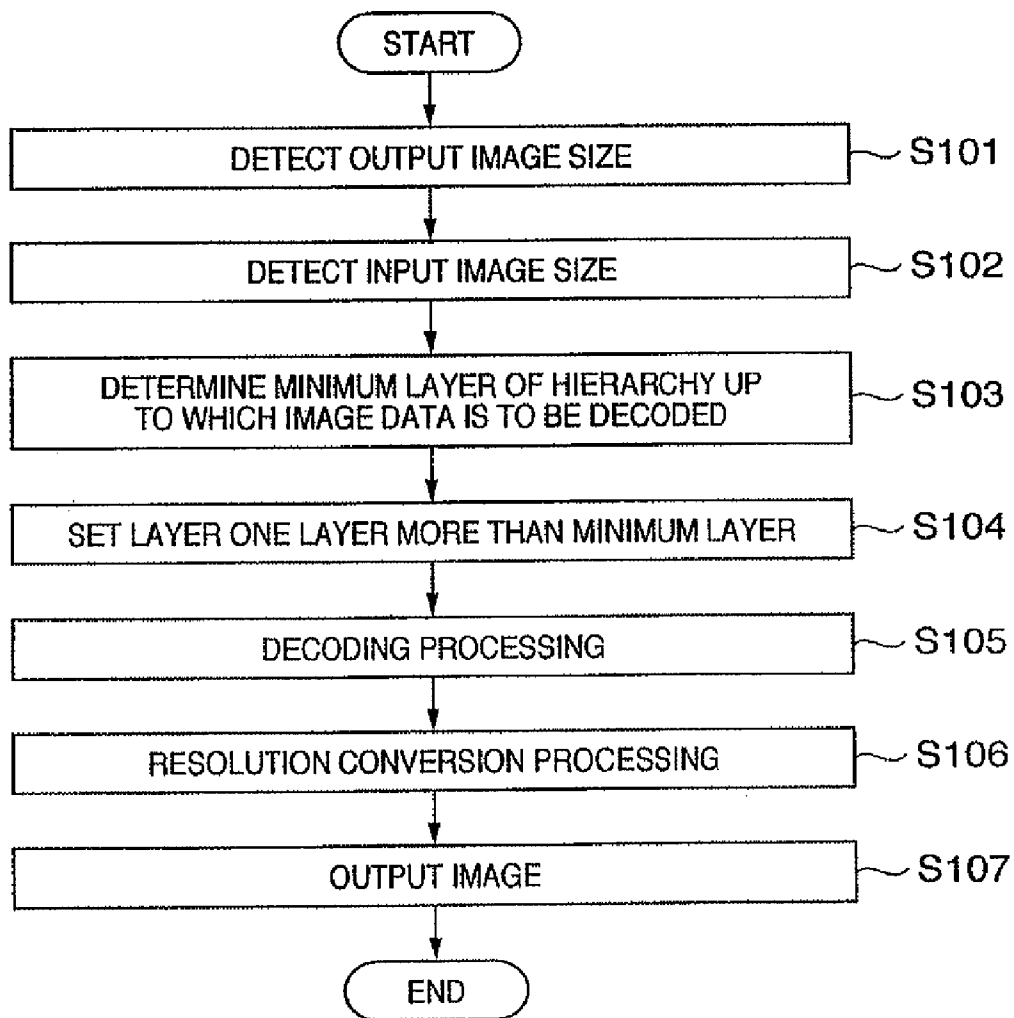 START
DETECT OUTPUT IMAGE SIZE
S101
DETECT INPUT IMAGE SIZE
S102
DETERMINE MINIMUM LAYER OF HIERARCHY UP
TO WHICH IMAGE DATA IS TO BE DECODED
S103
SET LAYER ONE LAYER MORE THAN MINIMUM LAYER
S104
DECODING PROCESSING
S105
RESOLUTION CONVERSION PROCESSING
S106
OUTPUT IMAGE
S107
END